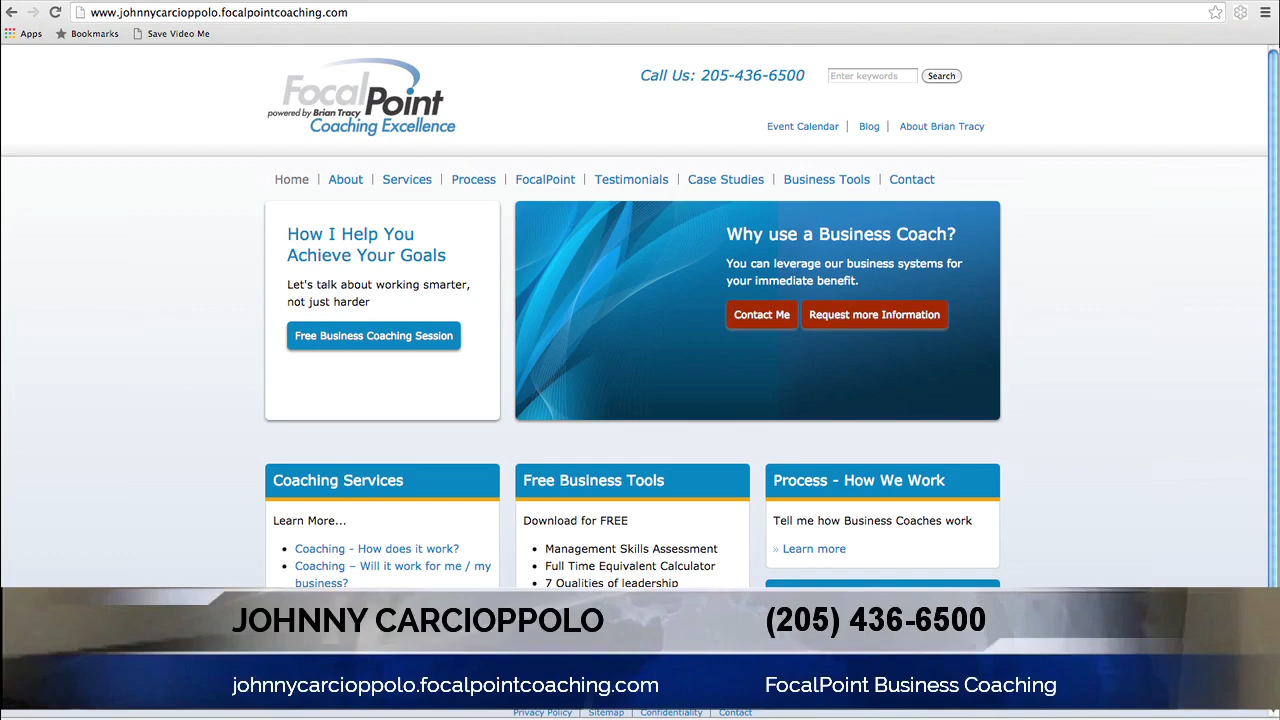 www.johnnycarcioppolo.focalpointcoaching.com
Apps Bookmarks Save Video Me
FocalPoint
powered by Brian Tracy
Coaching Excellence
Call Us: 205-436-6500
Enter keywords Search
Event Calendar | Blog | About Brian Tracy
Home | About | Services | Process | FocalPoint | Testimonials | Case Studies | Business Tools | Contact
How I Help You
Achieve Your Goals
Let's talk about working smarter,
not just harder
Free Business Coaching Session
Why use a Business Coach?
You can leverage our business systems for
your immediate benefit.
Contact Me Request more Information
Coaching Services
Learn More...
• Coaching - How does it work?
• Coaching – Will it work for me / my
business?
Free Business Tools
Download for FREE
• Management Skills Assessment
• Full Time Equivalent Calculator
• 7 Qualities of leadership
Process - How We Work
Tell me how Business Coaches work
» Learn more
JOHNNY CARCIOPPOLO (205) 436-6500
johnnycarcioppolo.focalpointcoaching.com FocalPoint Business Coaching
Privacy Policy | Sitemap | Confidentiality | Contact